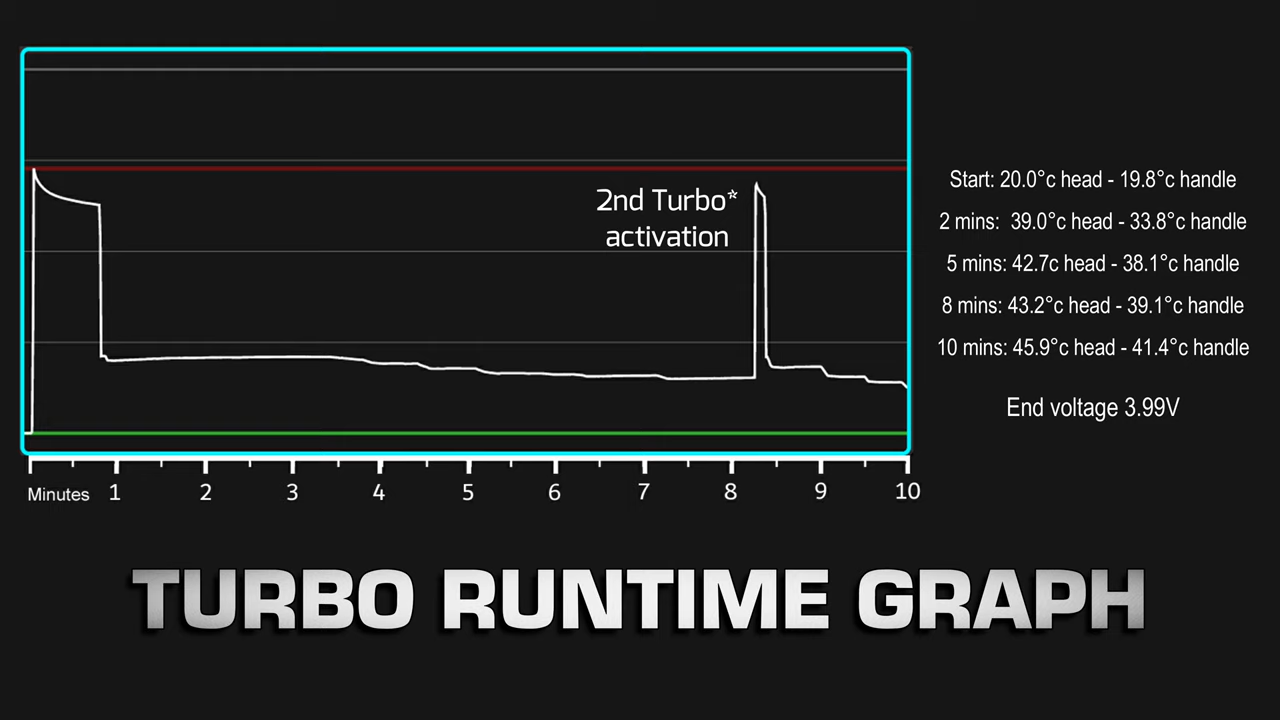 2nd Turbo*
activation
Start: 20.0°c head - 19.8°c handle
2 mins:  39.0°c head - 33.8°c handle
5 mins: 42.7c head - 38.1°c handle
8 mins: 43.2°c head - 39.1°c handle
10 mins: 45.9°c head - 41.4°c handle
End voltage 3.99V
Minutes 1 2 3 4 5 6 7 8 9 10
TURBO RUNTIME GRAPH